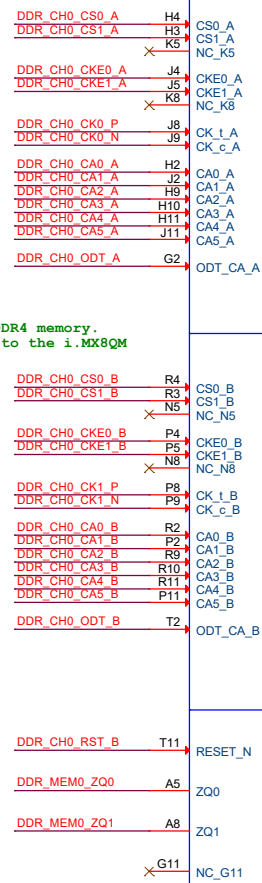 DDR_CH0_CS0_A H4 CS0_A
DDR_CH0_CS1_A H3 CS1_A
K5 NC_K5
DDR_CH0_CKE0_A J4 CKE0_A
DDR_CH0_CKE1_A J5 CKE1_A
K8 NC_K8
DDR_CH0_CK0_P J8 CK_t_A
DDR_CH0_CK0_N J9 CK_c_A
DDR_CH0_CA0_A H2 CA0_A
DDR_CH0_CA1_A J2 CA1_A
DDR_CH0_CA2_A H9 CA2_A
DDR_CH0_CA3_A H10 CA3_A
DDR_CH0_CA4_A H11 CA4_A
DDR_CH0_CA5_A J11 CA5_A
DDR_CH0_ODT_A G2 ODT_CA_A
DR4 memory.
to the i.MX8QM
DDR_CH0_CS0_B R4 CS0_B
DDR_CH0_CS1_B R3 CS1_B
N5 NC_N5
DDR_CH0_CKE0_B P4 CKE0_B
DDR_CH0_CKE1_B P5 CKE1_B
N8 NC_N8
DDR_CH0_CK1_P P8 CK_t_B
DDR_CH0_CK1_N P9 CK_c_B
DDR_CH0_CA0_B R2 CA0_B
DDR_CH0_CA1_B P2 CA1_B
DDR_CH0_CA2_B R9 CA2_B
DDR_CH0_CA3_B R10 CA3_B
DDR_CH0_CA4_B R11 CA4_B
DDR_CH0_CA5_B P11 CA5_B
DDR_CH0_ODT_B T2 ODT_CA_B
DDR_CH0_RST_B T11 RESET_N
DDR_MEM0_ZQ0 A5 ZQ0
DDR_MEM0_ZQ1 A8 ZQ1
G11 NC_G11